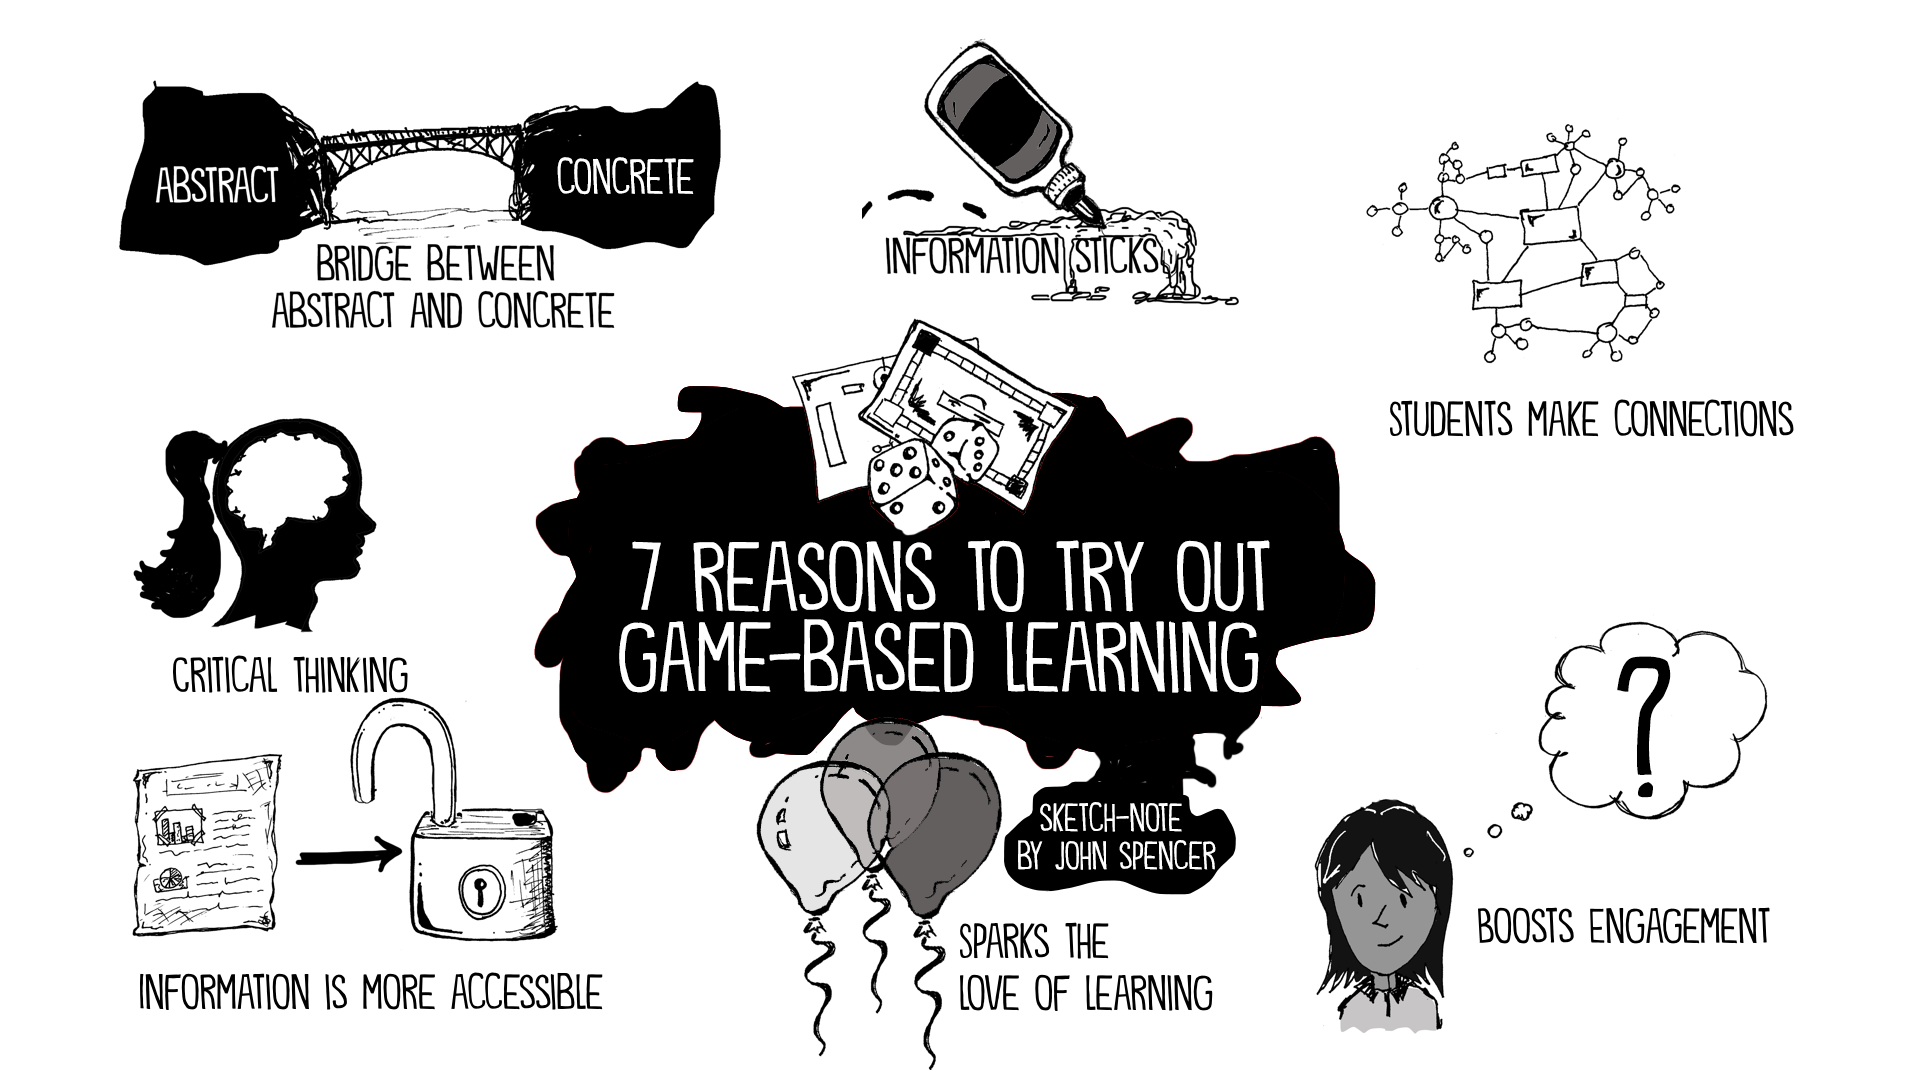 ABSTRACT
CONCRETE
BRIDGE BETWEEN
ABSTRACT AND CONCRETE
INFORMATION STICKS
STUDENTS MAKE CONNECTIONS
CRITICAL THINKING
7 REASONS TO TRY OUT
GAME-BASED LEARNING
SKETCH-NOTE
BY JOHN SPENCER
INFORMATION IS MORE ACCESSIBLE
SPARKS THE
LOVE OF LEARNING
?
BOOSTS ENGAGEMENT